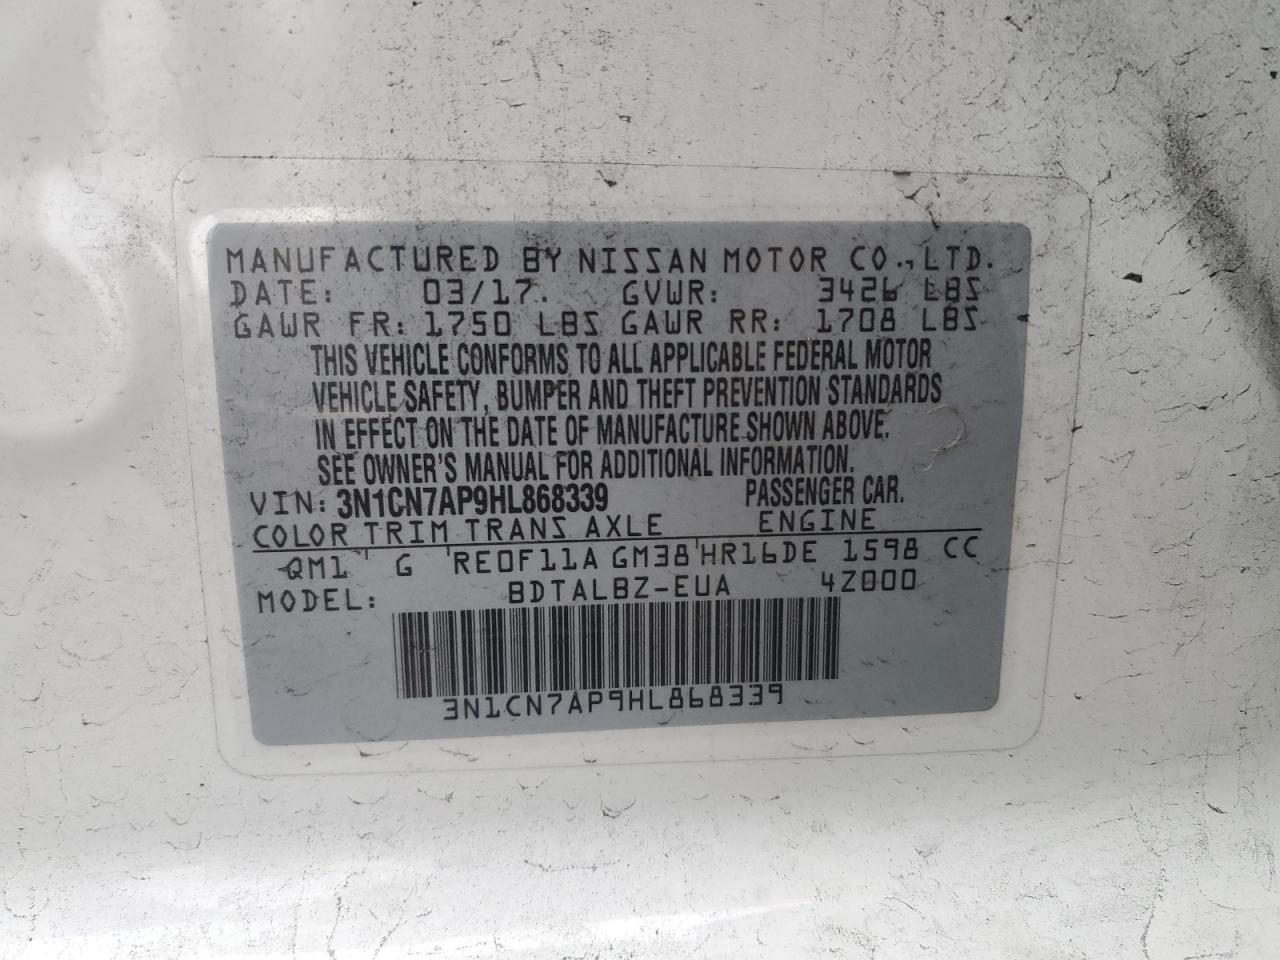 MANUFACTURED BY NISSAN MOTOR CO., LTD.
DATE: 03/17. GVWR: 3426 LBS
GAWR FR: 1750 LBS GAWR RR: 1708 LBS
THIS VEHICLE CONFORMS TO ALL APPLICABLE FEDERAL MOTOR
VEHICLE SAFETY, BUMPER AND THEFT PREVENTION STANDARDS
IN EFFECT ON THE DATE OF MANUFACTURE SHOWN ABOVE.
SEE OWNER'S MANUAL FOR ADDITIONAL INFORMATION.
VIN: 3N1CN7AP9HL868339 PASSENGER CAR.
COLOR TRIM TRANS AXLE ENGINE
QM1 G RE0F11A GM38 HR16DE 1598 CC
MODEL: BDTALBZ-EUA 4Z000
3N1CN7AP9HL868339